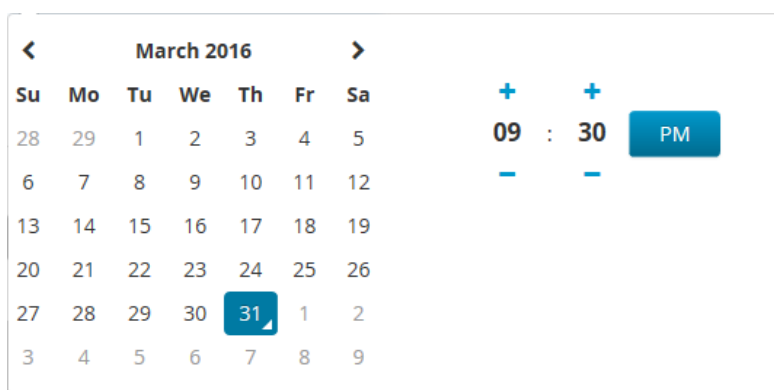 March 2016
Su Mo Tu We Th Fr Sa
28 29 1 2 3 4 5
6 7 8 9 10 11 12
13 14 15 16 17 18 19
20 21 22 23 24 25 26
27 28 29 30 31 1 2
3 4 5 6 7 8 9
+ +
09 : 30 PM
− −